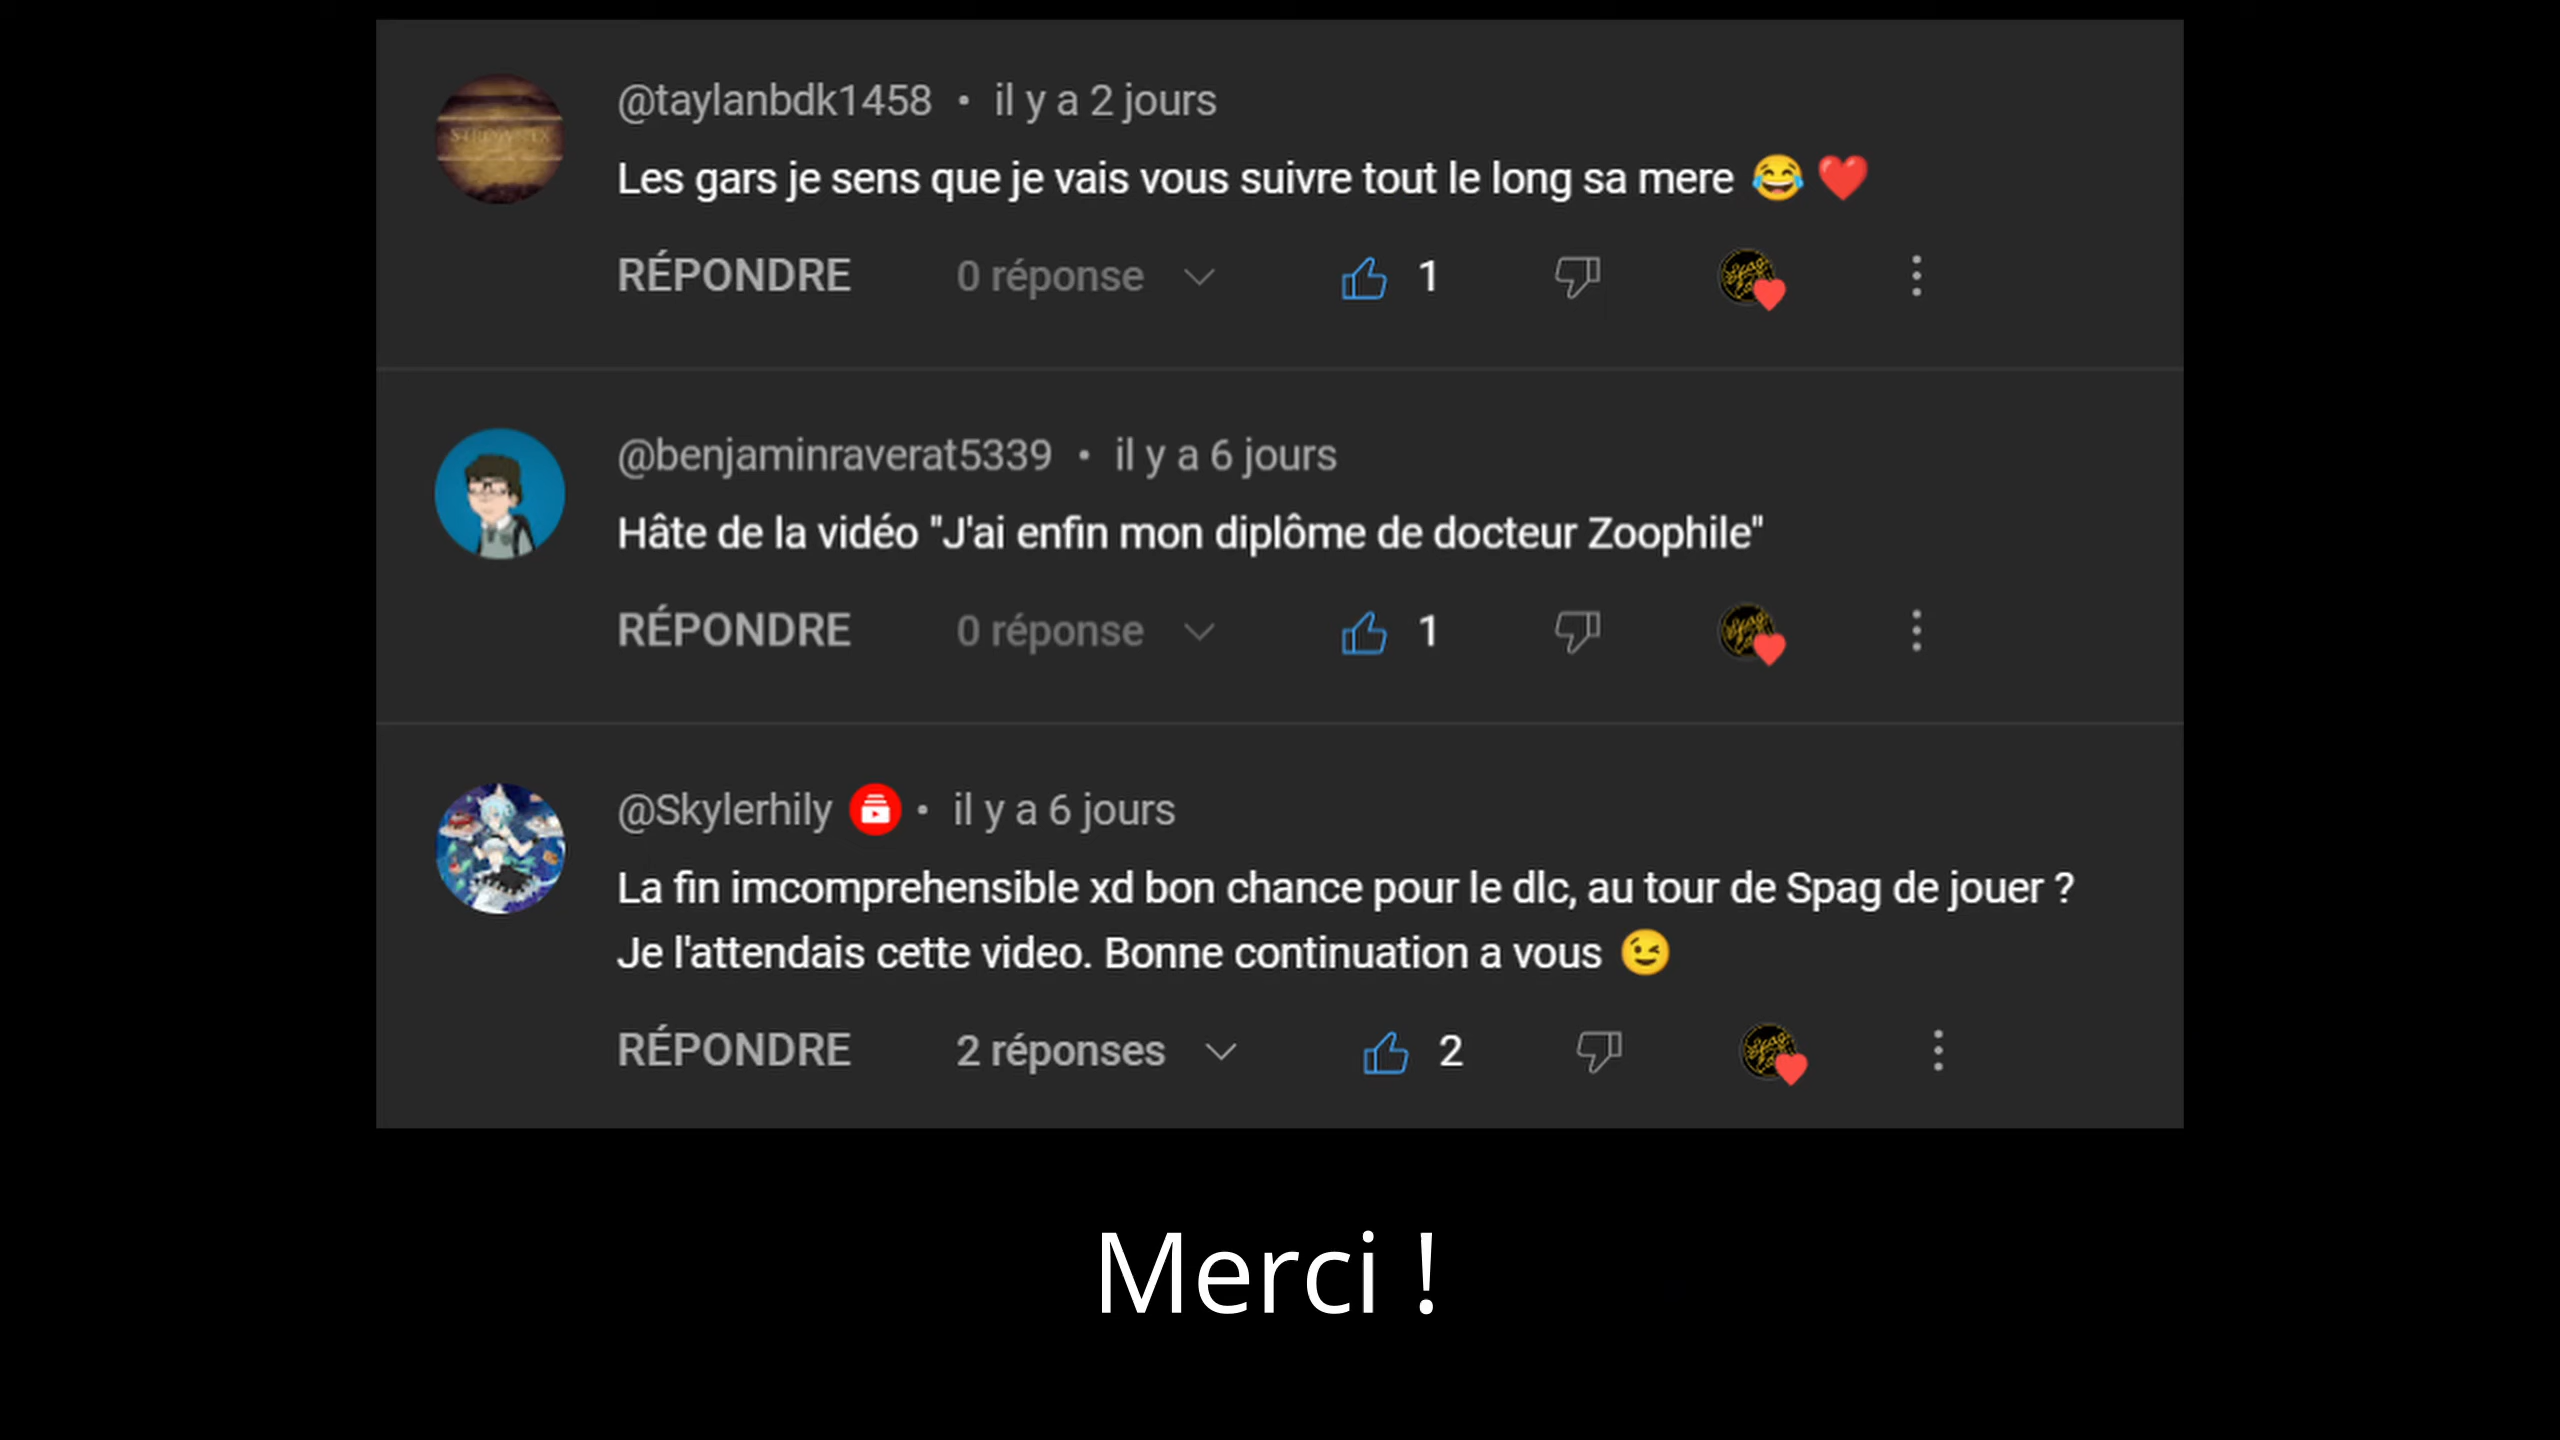 @taylanbdk1458 • il y a 2 jours
Les gars je sens que je vais vous suivre tout le long sa mere 😂 ❤️
RÉPONDRE 0 réponse 1
@benjaminraverat5339 • il y a 6 jours
Hâte de la vidéo "J'ai enfin mon diplôme de docteur Zoophile"
RÉPONDRE 0 réponse 1
@Skylerhily • il y a 6 jours
La fin imcomprehensible xd bon chance pour le dlc, au tour de Spag de jouer ?
Je l'attendais cette video. Bonne continuation a vous 😉
RÉPONDRE 2 réponses 2
Merci !